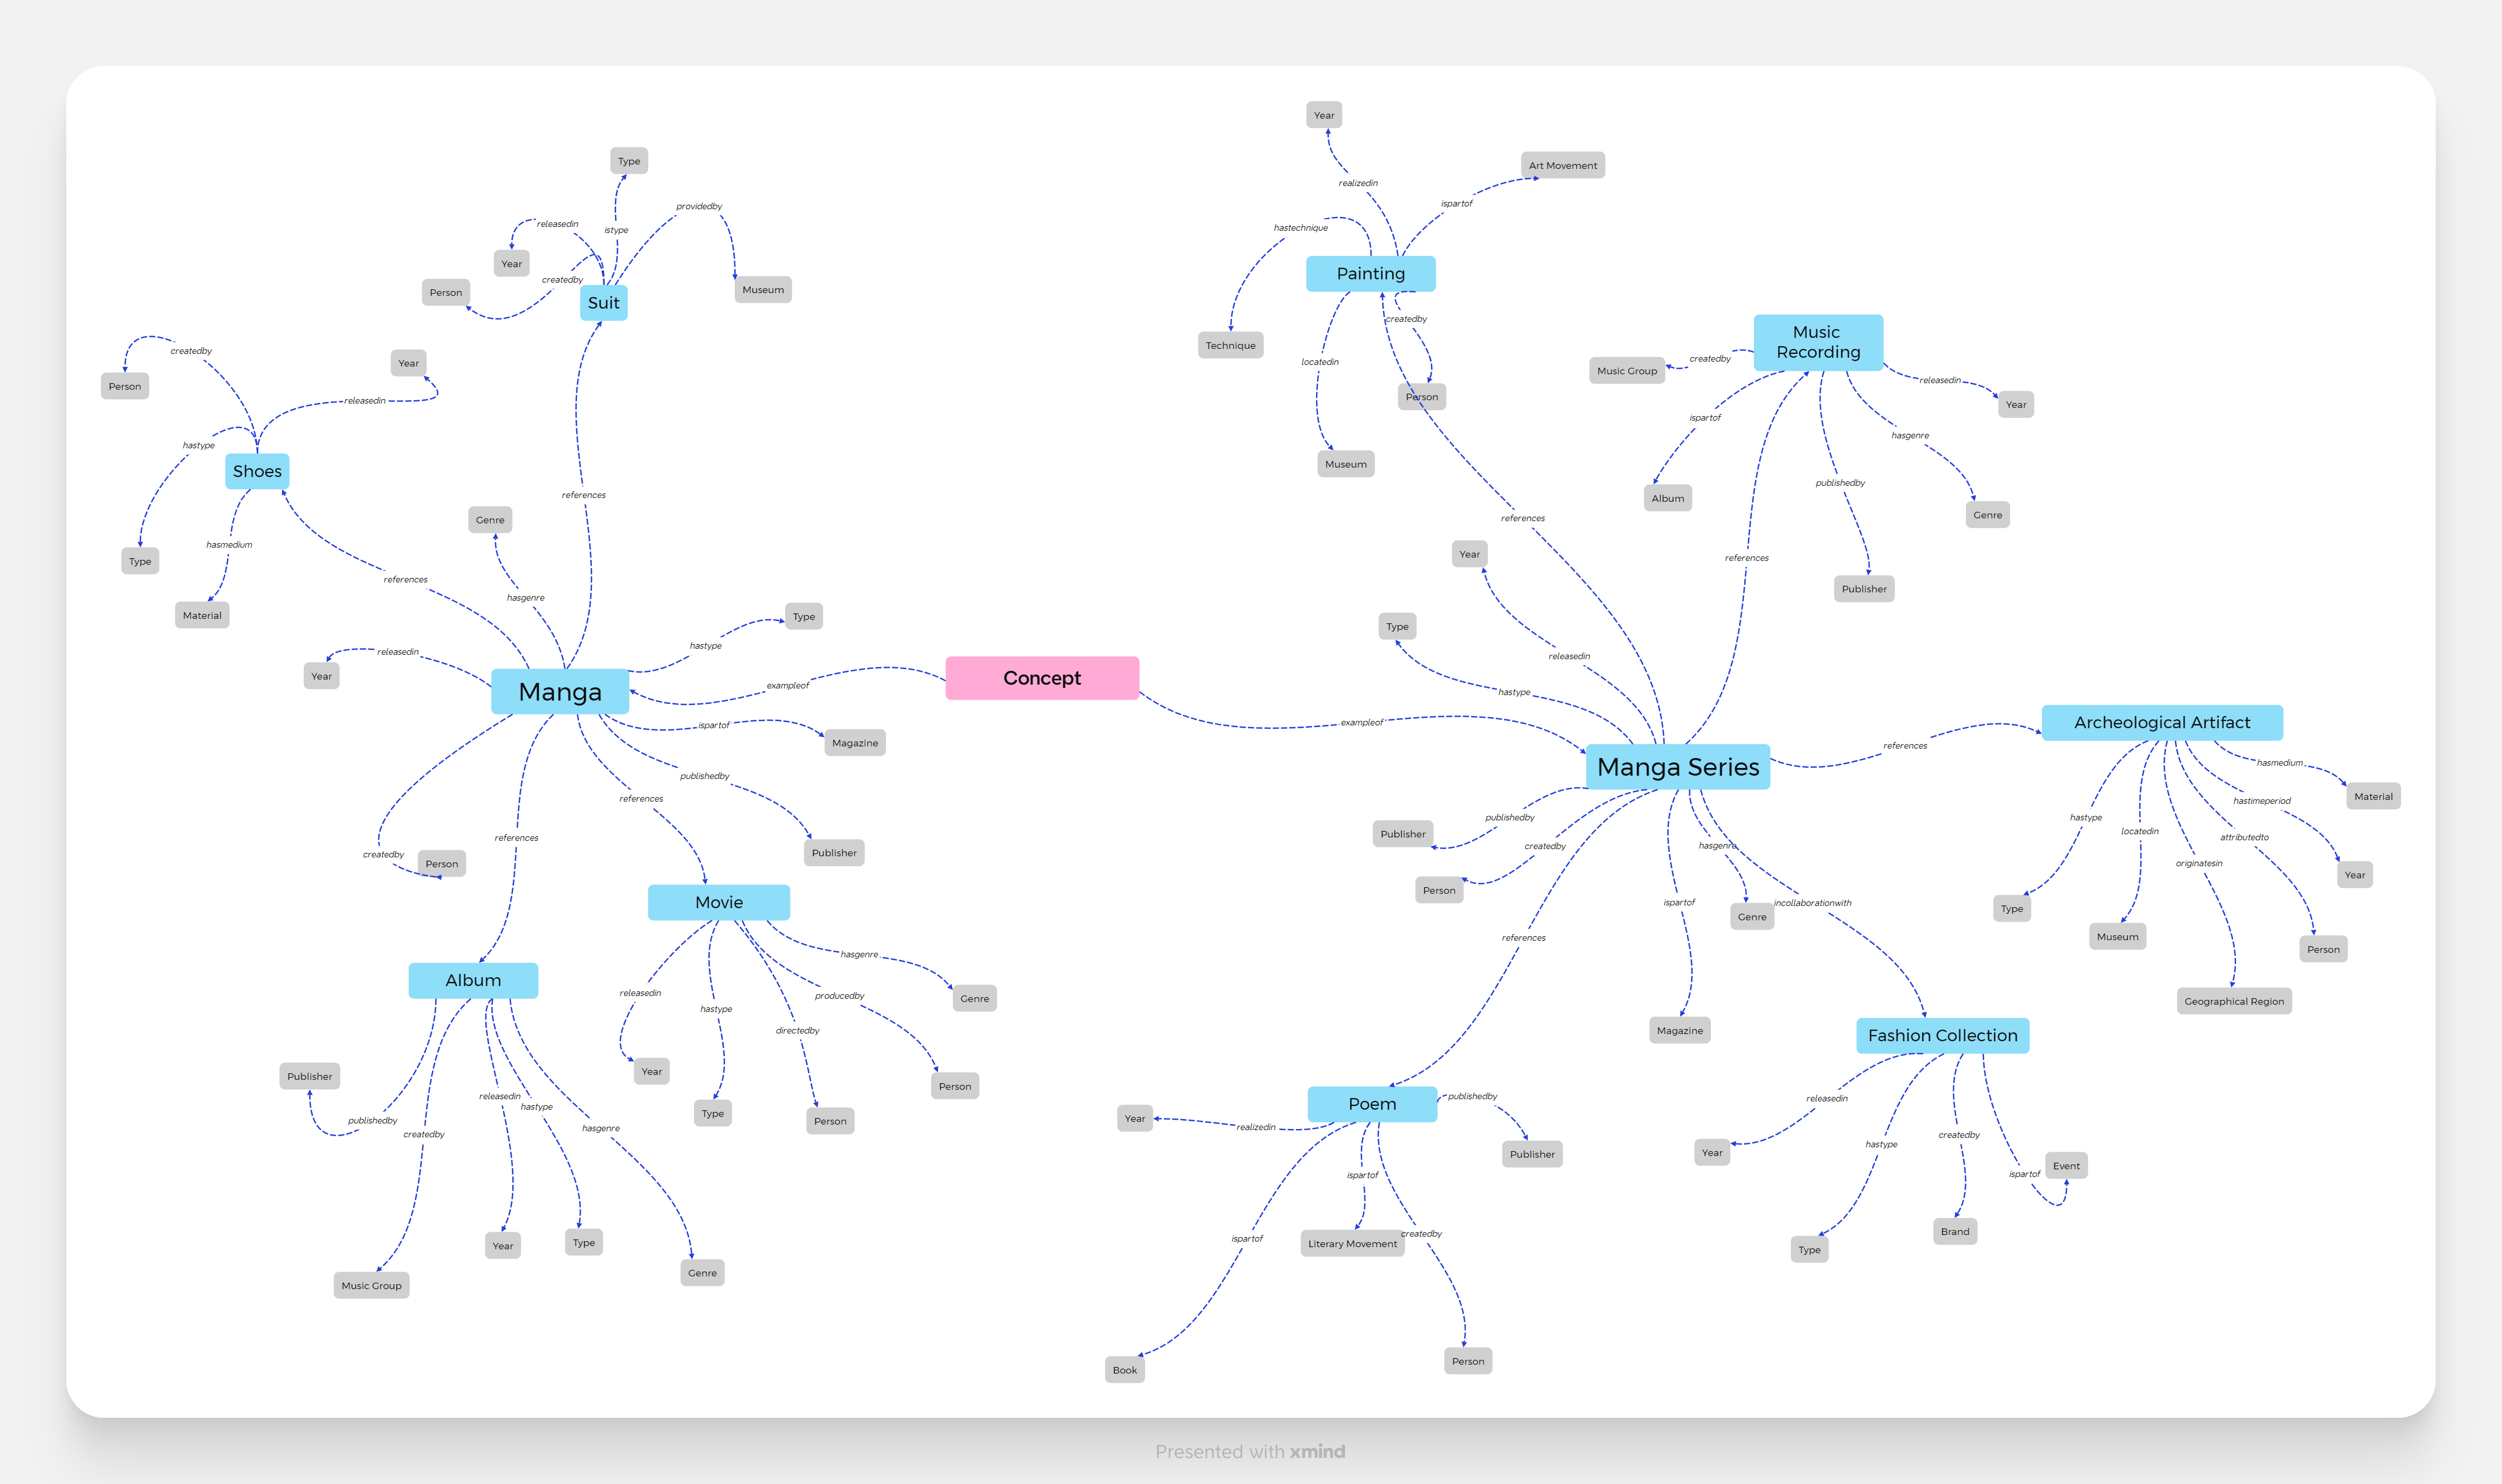 Year
Type
Art Movement
realizedin
ispartof
providedby
releasedin
istype
hastechnique
Year
createdby
Painting
Person
Museum
Suit
createdby
Music
Recording
Technique
createdby
createdby
Year
locatedin
Music Group
releasedin
Person
releasedin
Person
Year
ispartof
hasgenre
hastype
Museum
Shoes
publishedby
references
Album
Genre
Genre
references
hasmedium
Year
references
Type
references
Publisher
hasgenre
Material
Type
Type
hastype
releasedin
releasedin
Year
Concept
exampleof
Manga
hastype
exampleof
Archeological Artifact
ispartof
Magazine
references
Manga Series
hasmedium
publishedby
Material
references
hastimeperiod
publishedby
hastype
locatedin
Publisher
references
attributedto
createdby
hasgenre
Publisher
createdby
Person
originatesin
Year
Person
Movie
ispartof
incollaborationwith
Type
Genre
Museum
references
Person
hasgenre
Album
releasedin
producedby
Genre
Geographical Region
hastype
directedby
Magazine
Fashion Collection
Year
Publisher
Person
releasedin
publishedby
releasedin
Poem
hastype
Type
Year
Person
publishedby
realizedin
hasgenre
createdby
createdby
hastype
Year
Publisher
Event
ispartof
ispartof
Brand
createdby
ispartof
Type
Year
Literary Movement
Type
Genre
Music Group
Person
Book
Presented with xmind